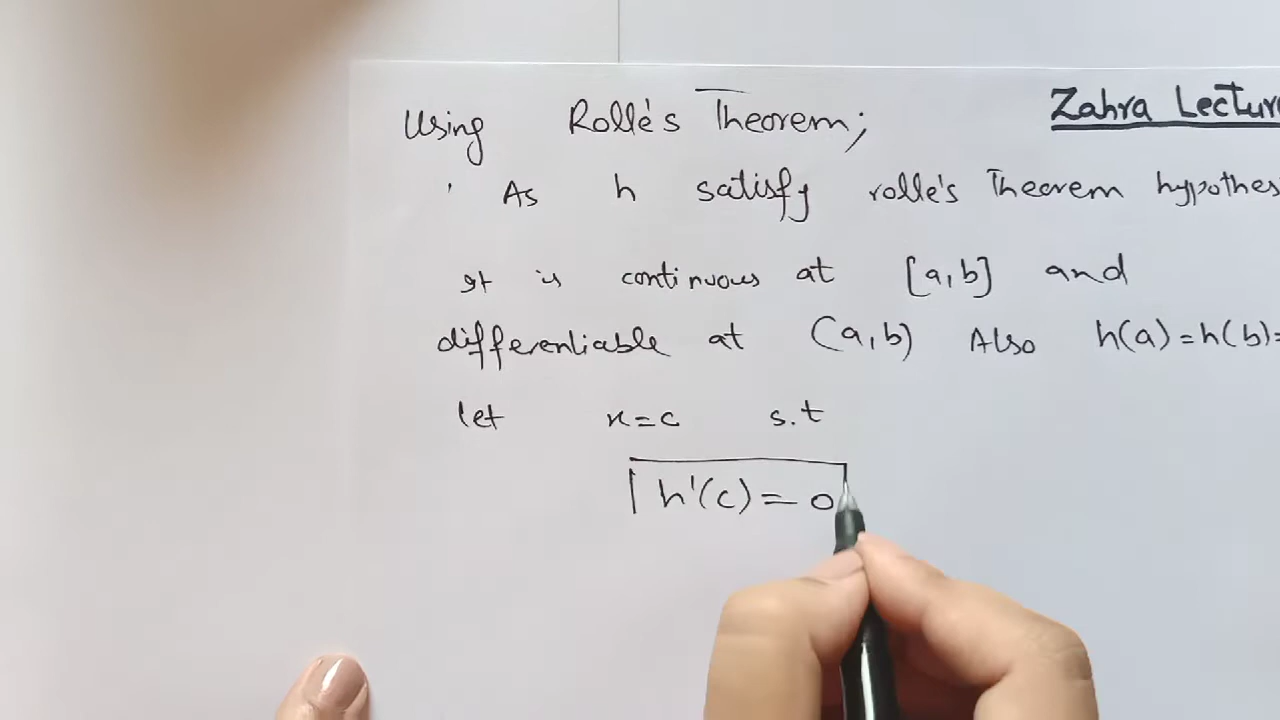 Zahra Lectur
Using Rolle's Theorem;
As h satisfy rolle's Theorem hypothes
It is continuous at [a,b] and
differentiable at (a,b) Also h(a)=h(b)=
let x=c s.t
h'(c)=0